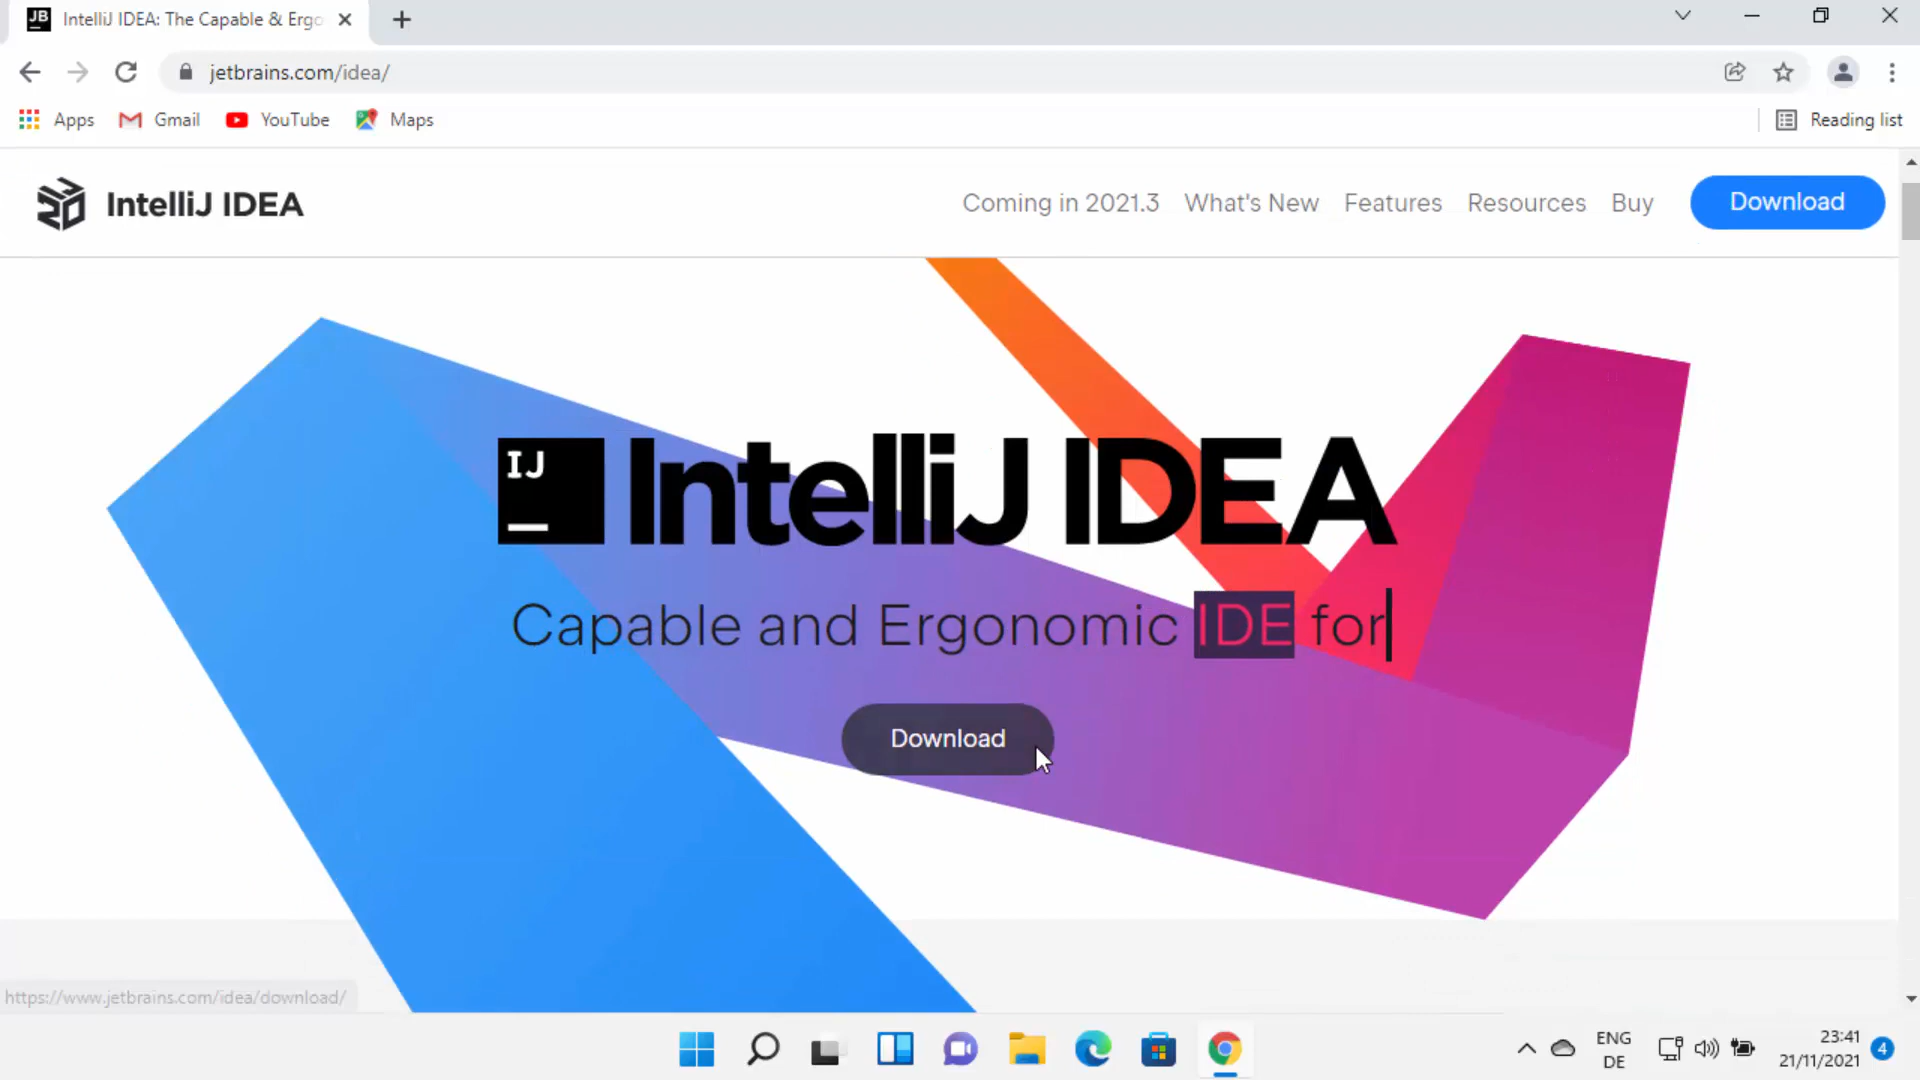 JB
IntelliJ IDEA: The Capable & Ergo
jetbrains.com/idea/
Apps
Gmail
YouTube
Maps
Reading list
IntelliJ IDEA
Coming in 2021.3
What's New
Features
Resources
Buy
Download
IJ
IntelliJ IDEA
Capable and Ergonomic IDE for
Download
https://www.jetbrains.com/idea/download/
ENG
DE
23:41
21/11/2021
4